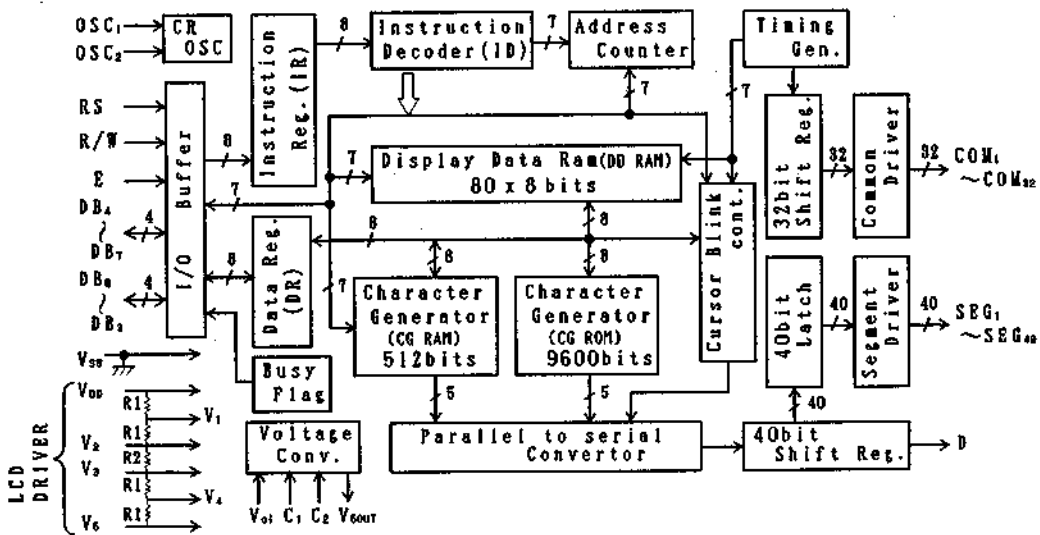 OSC₁
OSC₂
CR
OSC
Instruction
Reg. (IR)
8
Instruction
Decoder(ID)
7
Address
Counter
Timing
Gen.
7
7
RS
R/W
E
DB₄
~
DB₇
4
DB₀
~
DB₃
4
I/O Buffer
8
7
8
7
Display Data Ram(DD RAM)
80 x 8 bits
8
8
Data Reg.
(DR)
7
8
8
Character
Generator
(CG RAM)
512bits
Character
Generator
(CG ROM)
9600bits
Cursor Blink
cont.
32bit
Shift Reg.
32
Common
Driver
32
COM₁
~COM₃₂
40bit
Latch
40
Segment
Driver
40
SEG₁
~SEG₄₀
40
Busy
Flag
5
5
Parallel to serial
Convertor
40bit
Shift Reg.
D
Voltage
Conv.
C₁
C₂
V₅OUT
LCD
DRIVER
V_SS
V_DD
R1
V₁
R1
V₂
R2
V₃
R1
V₄
R1
V₅